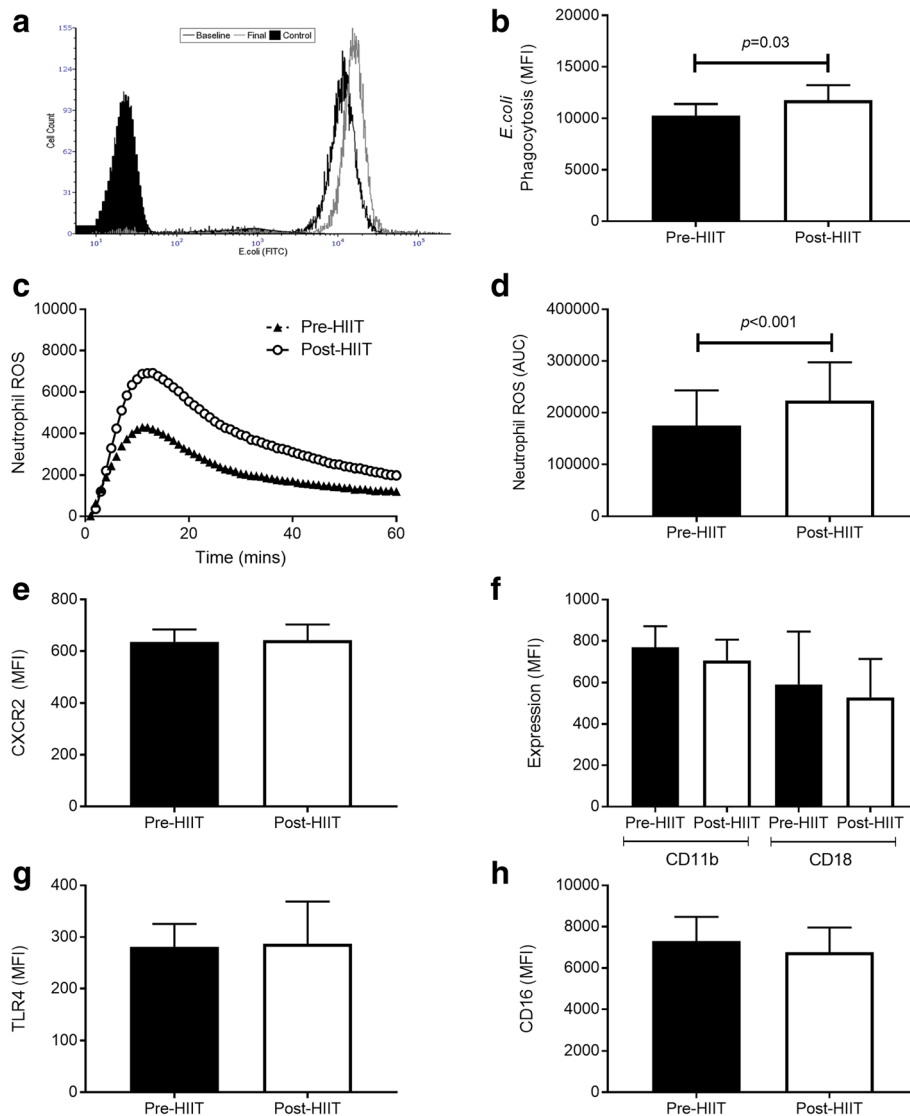 a
Baseline Final Control
155
124
93
62
31
0
Cell Count
10¹ 10² 10³ 10⁴ 10⁵
E.coli (FITC)
b
20000
15000
10000
5000
0
E.coli
Phagocytosis (MFI)
p=0.03
Pre-HIIT Post-HIIT
c
10000
8000
6000
4000
2000
0
Neutrophil ROS
Pre-HIIT
Post-HIIT
0 20 40 60
Time (mins)
d
400000
300000
200000
100000
0
Neutrophil ROS (AUC)
p<0.001
Pre-HIIT Post-HIIT
e
800
600
400
200
0
CXCR2 (MFI)
Pre-HIIT Post-HIIT
f
1000
800
600
400
200
0
Expression (MFI)
Pre-HIIT Post-HIIT Pre-HIIT Post-HIIT
CD11b CD18
g
400
300
200
100
0
TLR4 (MFI)
Pre-HIIT Post-HIIT
h
10000
8000
6000
4000
2000
0
CD16 (MFI)
Pre-HIIT Post-HIIT